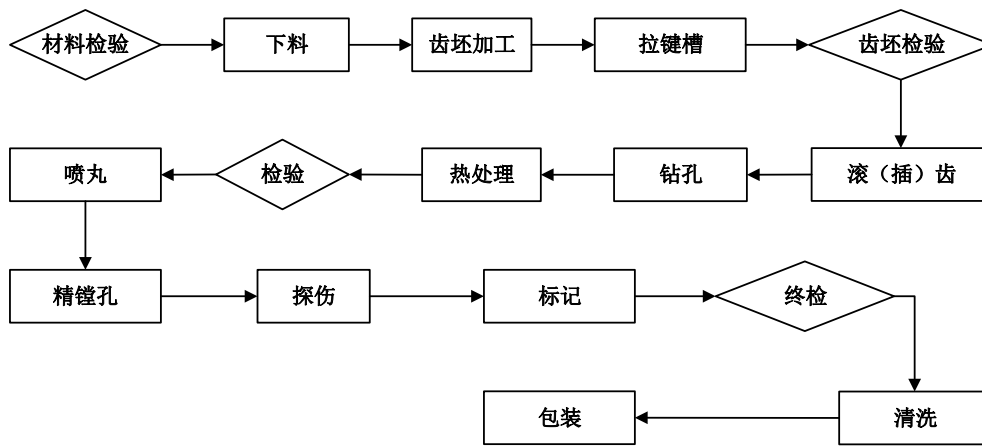 材料检验
下料
齿坯加工
拉键槽
齿坯检验
滚（插）齿
钻孔
热处理
检验
喷丸
精镗孔
探伤
标记
终检
清洗
包装